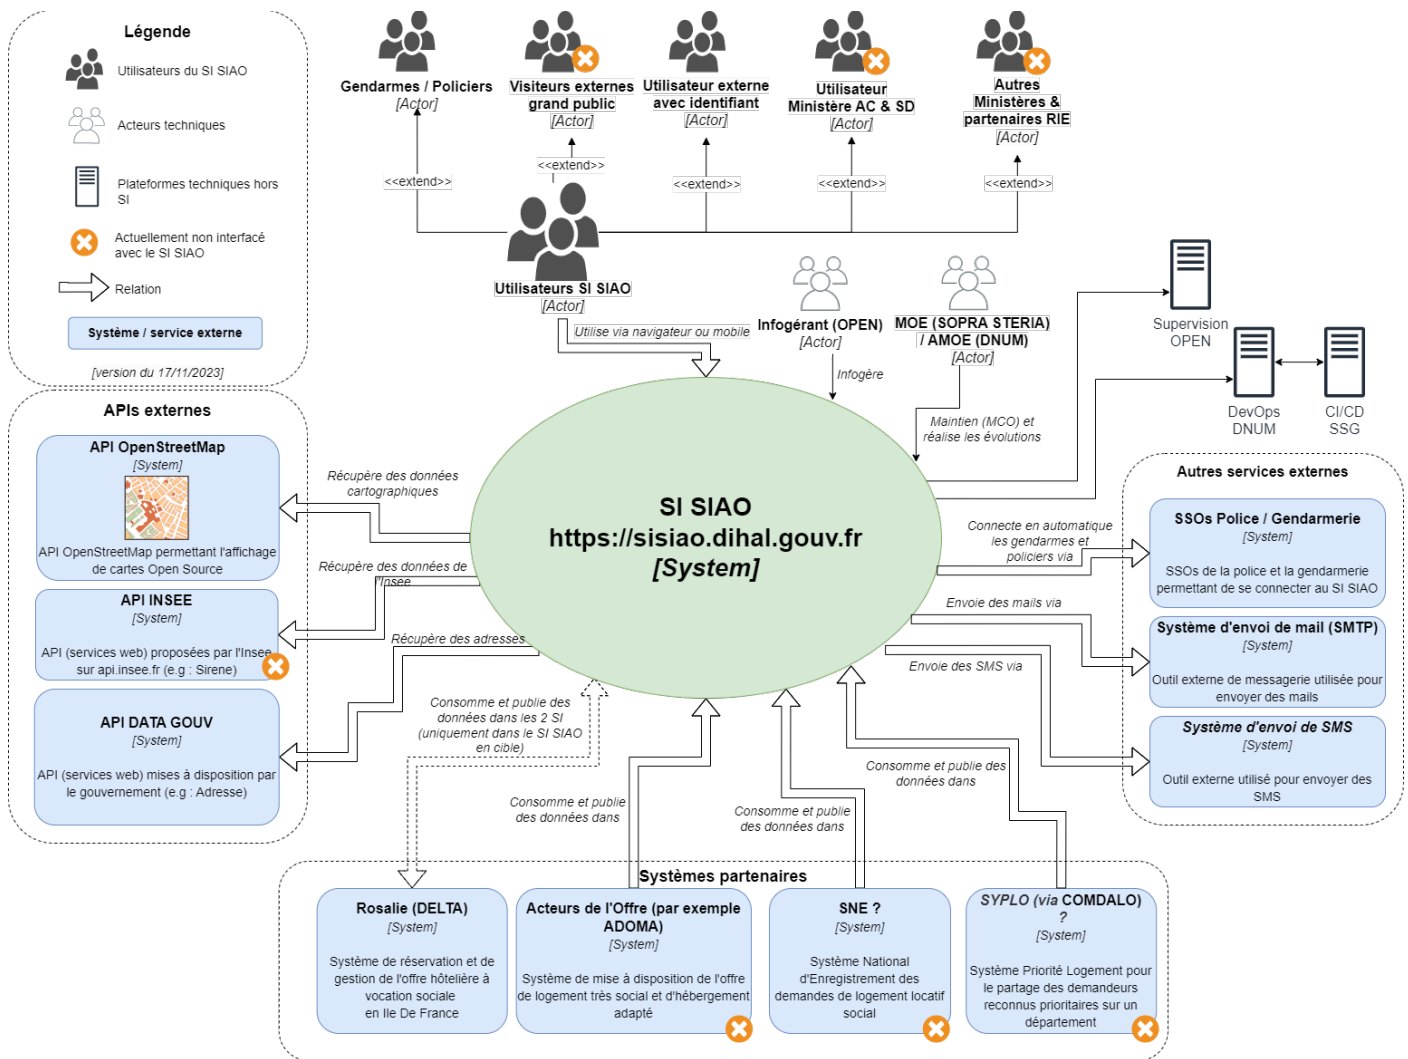 Légende
Utilisateurs du SI SIAO
Acteurs techniques
Plateformes techniques hors
SI
Actuellement non interfacé
avec le SI SIAO
Relation
Système / service externe
[version du 17/11/2023]
Gendarmes / Policiers
[Actor]
Visiteurs externes
grand public
[Actor]
Utilisateur externe
avec identifiant
[Actor]
Utilisateur
Ministère AC & SD
[Actor]
Autres
Ministères &
partenaires RIE
[Actor]
<<extend>>
<<extend>>
<<extend>>
<<extend>>
<<extend>>
Utilisateurs SI SIAO
[Actor]
Utilise via navigateur ou mobile
Infogérant (OPEN)
[Actor]
Infogère
MOE (SOPRA STERIA)
/ AMOE (DNUM)
[Actor]
Maintien (MCO) et
réalise les évolutions
Supervision
OPEN
DevOps
DNUM
CI/CD
SSG
APIs externes
API OpenStreetMap
[System]
API OpenStreetMap permettant l'affichage
de cartes Open Source
API INSEE
[System]
API (services web) proposées par l'Insee
sur api.insee.fr (e.g : Sirene)
API DATA GOUV
[System]
API (services web) mises à disposition par
le gouvernement (e.g : Adresse)
Récupère des données
cartographiques
Récupère des données de
l'Insee
Récupère des adresses
SI SIAO
https://sisiao.dihal.gouv.fr
[System]
Autres services externes
Connecte en automatique
les gendarmes et
policiers via
SSOs Police / Gendarmerie
[System]
SSOs de la police et la gendarmerie
permettant de se connecter au SI SIAO
Envoie des mails via
Système d'envoi de mail (SMTP)
[System]
Outil externe de messagerie utilisée pour
envoyer des mails
Envoie des SMS via
Système d'envoi de SMS
[System]
Outil externe utilisé pour envoyer des
SMS
Consomme et publie des
données dans les 2 SI
(uniquement dans le SI SIAO
en cible)
Consomme et publie
des données dans
Consomme et publie
des données dans
Consomme et publie des
données dans
Systèmes partenaires
Rosalie (DELTA)
[System]
Système de réservation et de
gestion de l'offre hôtelière à
vocation sociale
en Ile De France
Acteurs de l'Offre (par exemple
ADOMA)
[System]
Système de mise à disposition de l'offre
de logement très social et d'hébergement
adapté
SNE ?
[System]
Système National
d'Enregistrement des
demandes de logement locatif
social
SYPLO (via COMDALO)
?
[System]
Système Priorité Logement pour
le partage des demandeurs
reconnus prioritaires sur un
département